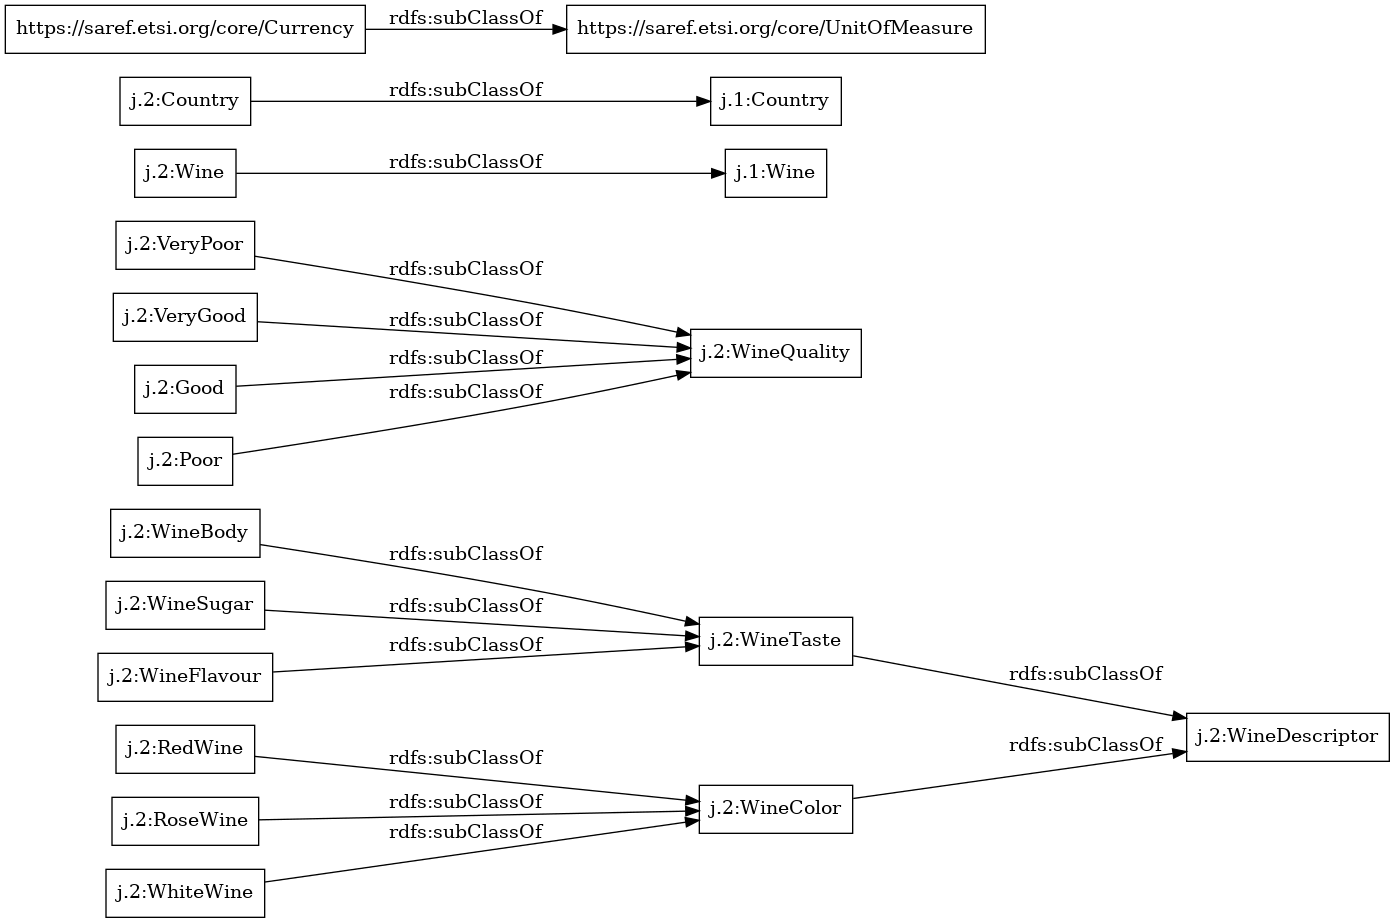 https://saref.etsi.org/core/Currency rdfs:subClassOf https://saref.etsi.org/core/UnitOfMeasure
j.2:Country rdfs:subClassOf j.1:Country
j.2:Wine rdfs:subClassOf j.1:Wine
j.2:VeryPoor rdfs:subClassOf
j.2:VeryGood rdfs:subClassOf
j.2:WineQuality
j.2:Good rdfs:subClassOf
j.2:Poor rdfs:subClassOf
j.2:WineBody rdfs:subClassOf
j.2:WineSugar rdfs:subClassOf
j.2:WineTaste rdfs:subClassOf
j.2:WineFlavour rdfs:subClassOf
j.2:WineDescriptor
j.2:RedWine rdfs:subClassOf
j.2:RoseWine rdfs:subClassOf
j.2:WineColor rdfs:subClassOf
j.2:WhiteWine rdfs:subClassOf